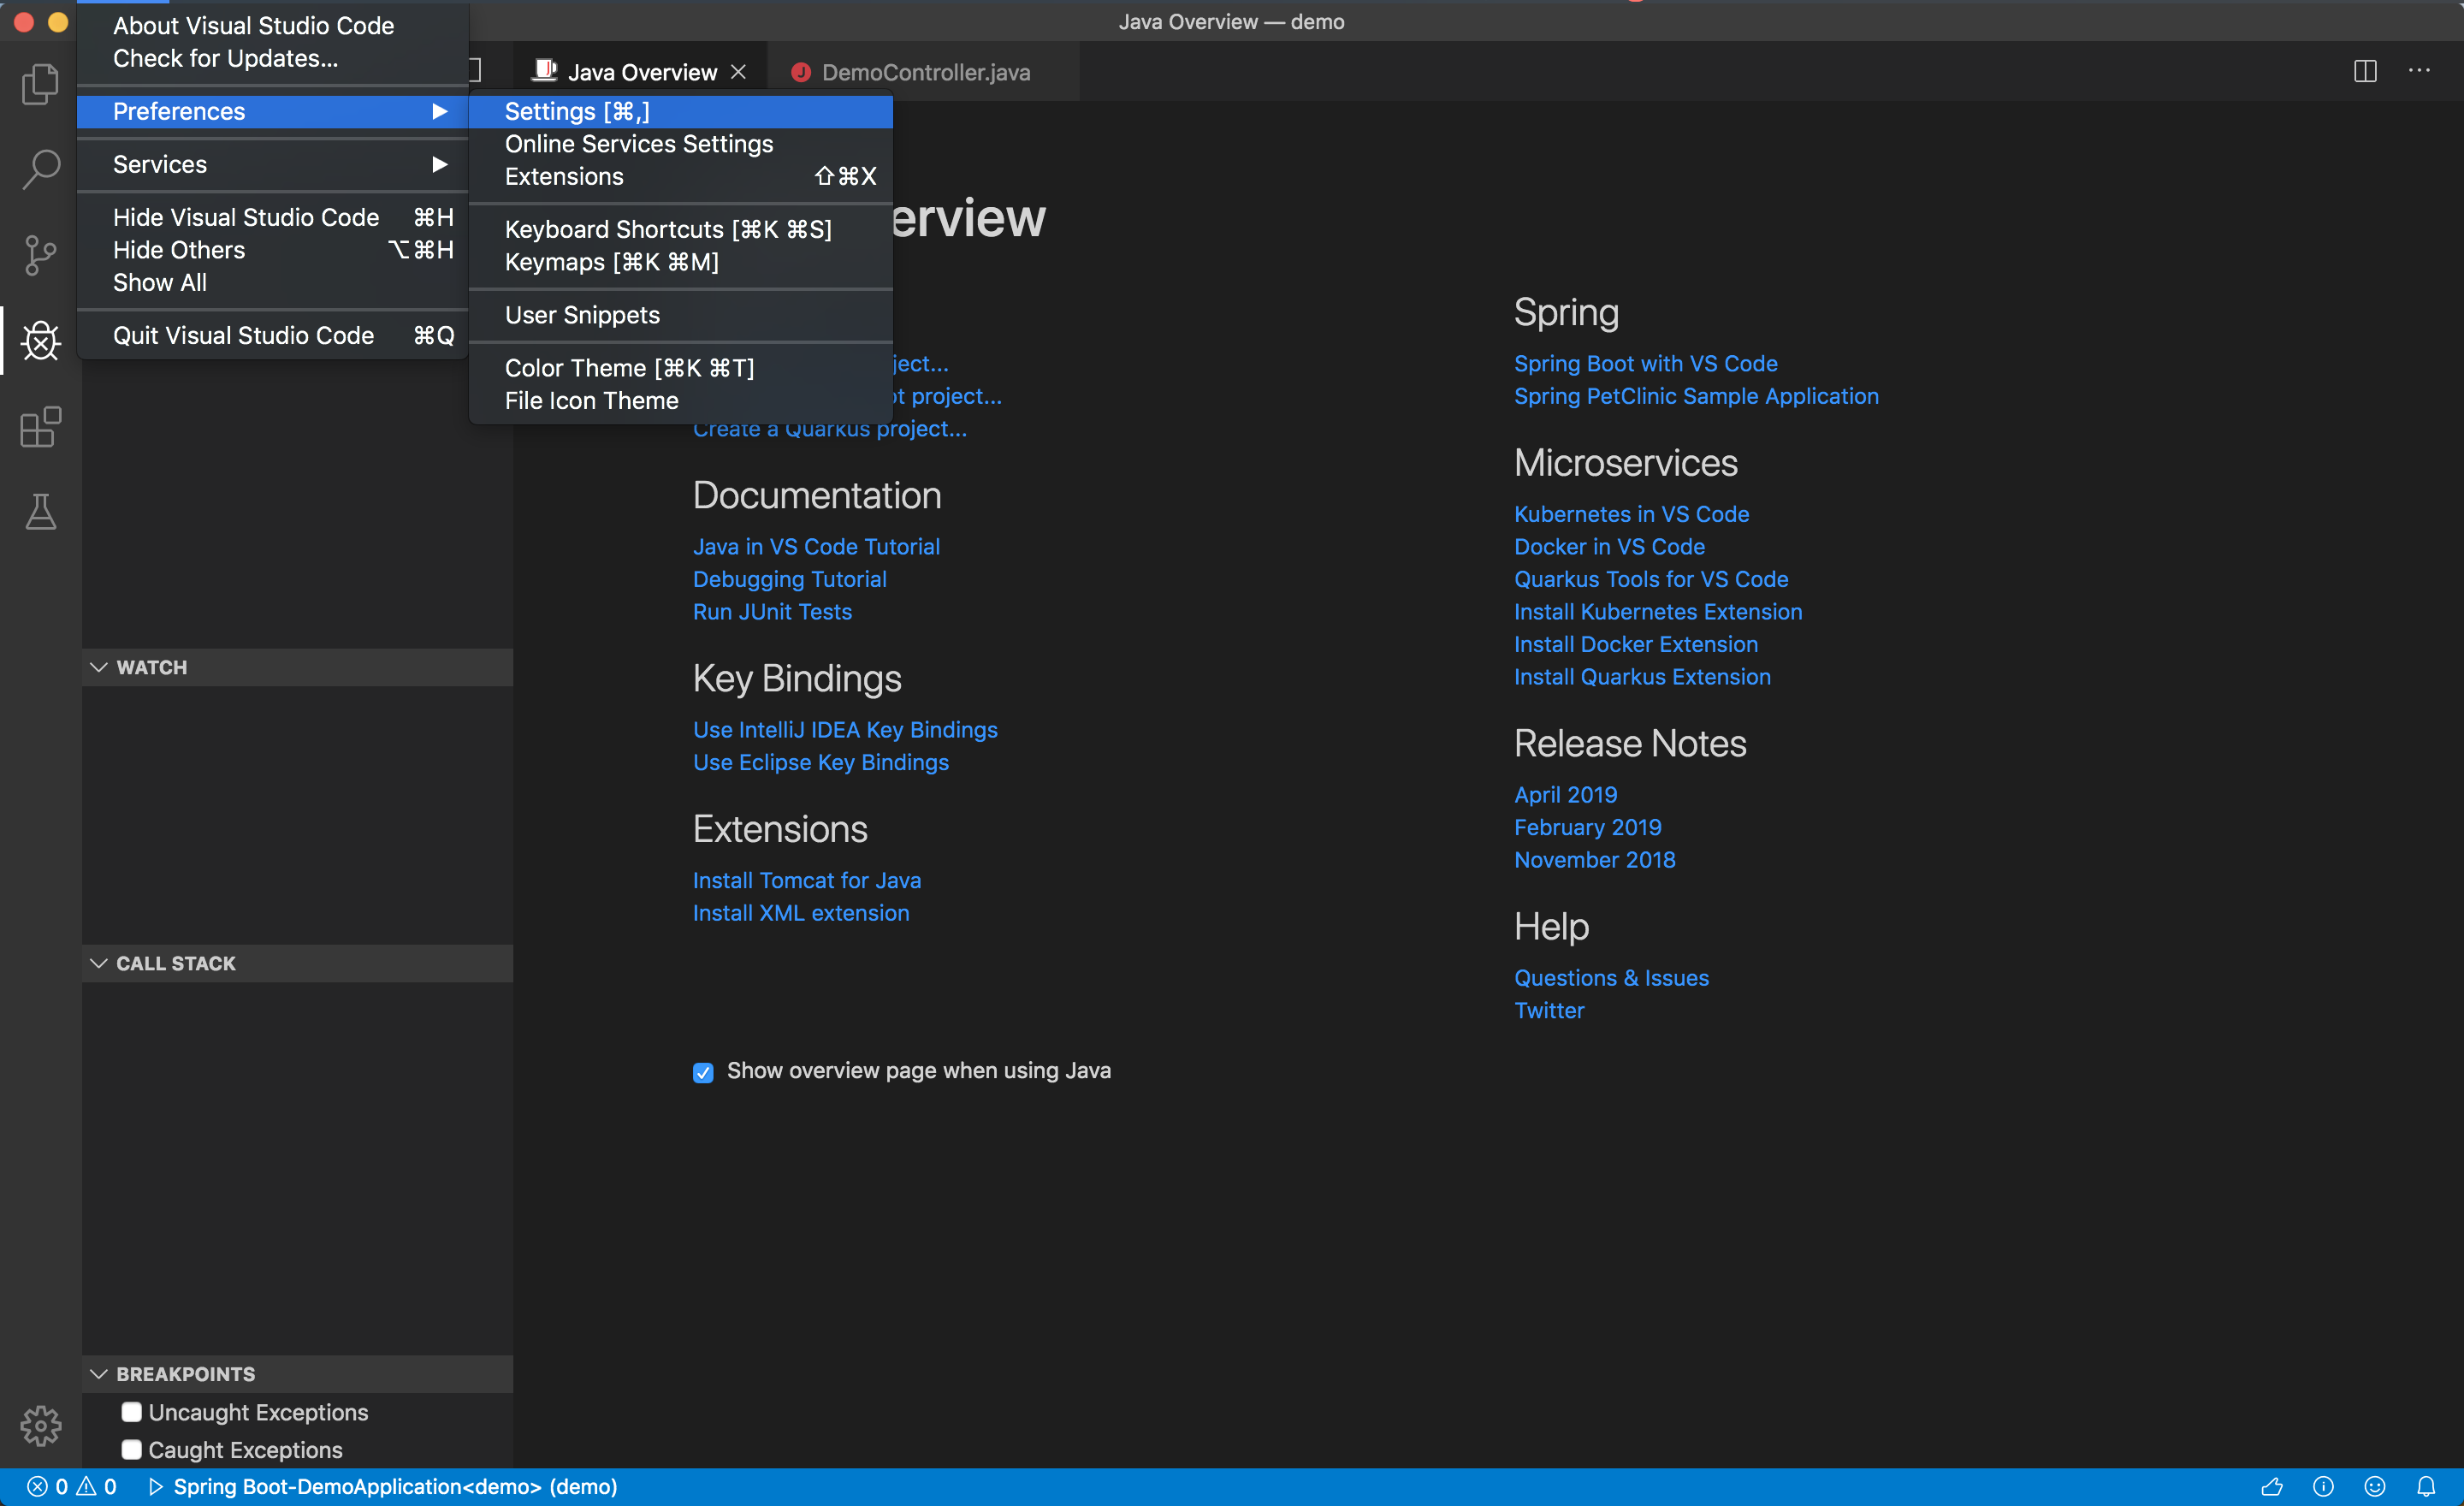 Java Overview — demo
About Visual Studio Code
Check for Updates...
Preferences
Services
Hide Visual Studio Code ⌘H
Hide Others ⌥⌘H
Show All
Quit Visual Studio Code ⌘Q
Settings [⌘,]
Online Services Settings
Extensions ⇧⌘X
Keyboard Shortcuts [⌘K ⌘S]
Keymaps [⌘K ⌘M]
User Snippets
Color Theme [⌘K ⌘T]
File Icon Theme
Java Overview
DemoController.java
erview
ject...
t project...
Create a Quarkus project...
Documentation
Java in VS Code Tutorial
Debugging Tutorial
Run JUnit Tests
Key Bindings
Use IntelliJ IDEA Key Bindings
Use Eclipse Key Bindings
Extensions
Install Tomcat for Java
Install XML extension
Spring
Spring Boot with VS Code
Spring PetClinic Sample Application
Microservices
Kubernetes in VS Code
Docker in VS Code
Quarkus Tools for VS Code
Install Kubernetes Extension
Install Docker Extension
Install Quarkus Extension
Release Notes
April 2019
February 2019
November 2018
Help
Questions & Issues
Twitter
Show overview page when using Java
WATCH
CALL STACK
BREAKPOINTS
Uncaught Exceptions
Caught Exceptions
0 0 Spring Boot-DemoApplication<demo> (demo)